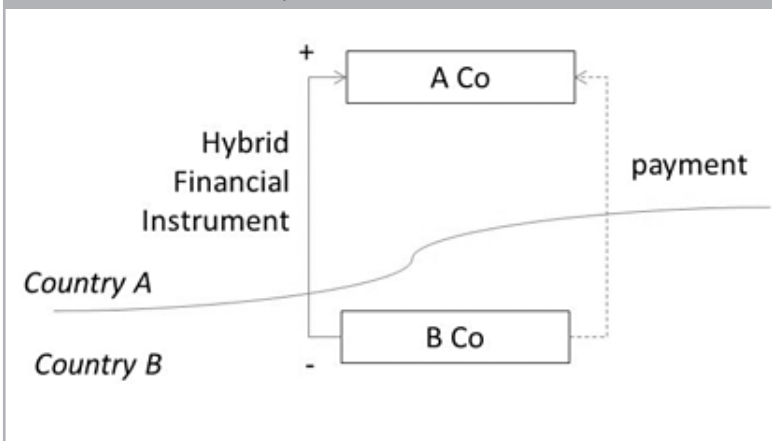 +
A Co
Hybrid
Financial
Instrument
payment
Country A
B Co
Country B
-